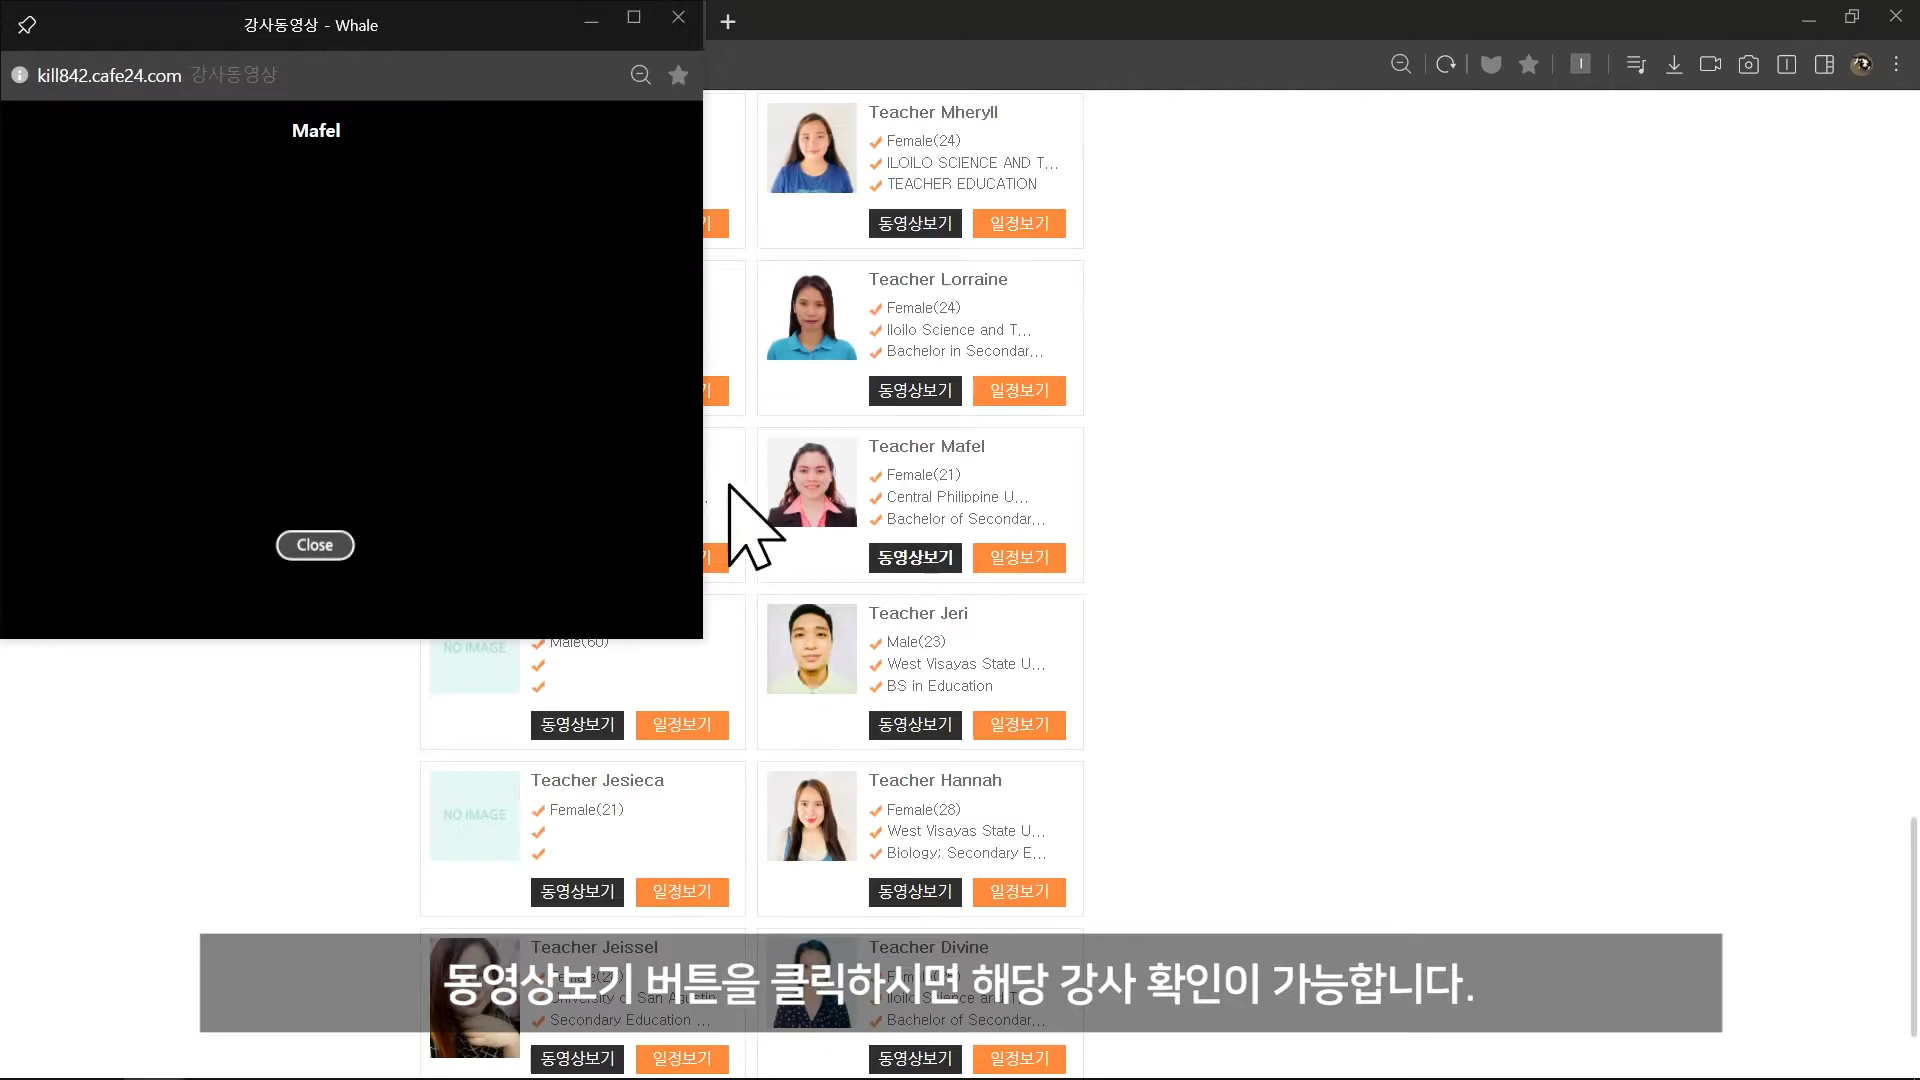 강사동영상 - Whale
kill842.cafe24.com 강사동영상
Mafel
Close
Teacher Mheryll
Female(24)
ILOILO SCIENCE AND T...
TEACHER EDUCATION
동영상보기 일정보기
Teacher Lorraine
Female(24)
Iloilo Science and T...
Bachelor in Secondar...
동영상보기 일정보기
Teacher Mafel
Female(21)
Central Philippine U...
Bachelor of Secondar...
동영상보기 일정보기
NO IMAGE
Male(60)
동영상보기 일정보기
Teacher Jeri
Male(23)
West Visayas State U...
BS in Education
동영상보기 일정보기
NO IMAGE
Teacher Jesieca
Female(21)
동영상보기 일정보기
Teacher Hannah
Female(28)
West Visayas State U...
Biology; Secondary E...
동영상보기 일정보기
Teacher Jeissel
University of San Agustin
Secondary Education ...
동영상보기 일정보기
Teacher Divine
Iloilo Science and T...
Bachelor of Secondar...
동영상보기 일정보기
동영상보기 버튼을 클릭하시면 해당 강사 확인이 가능합니다.